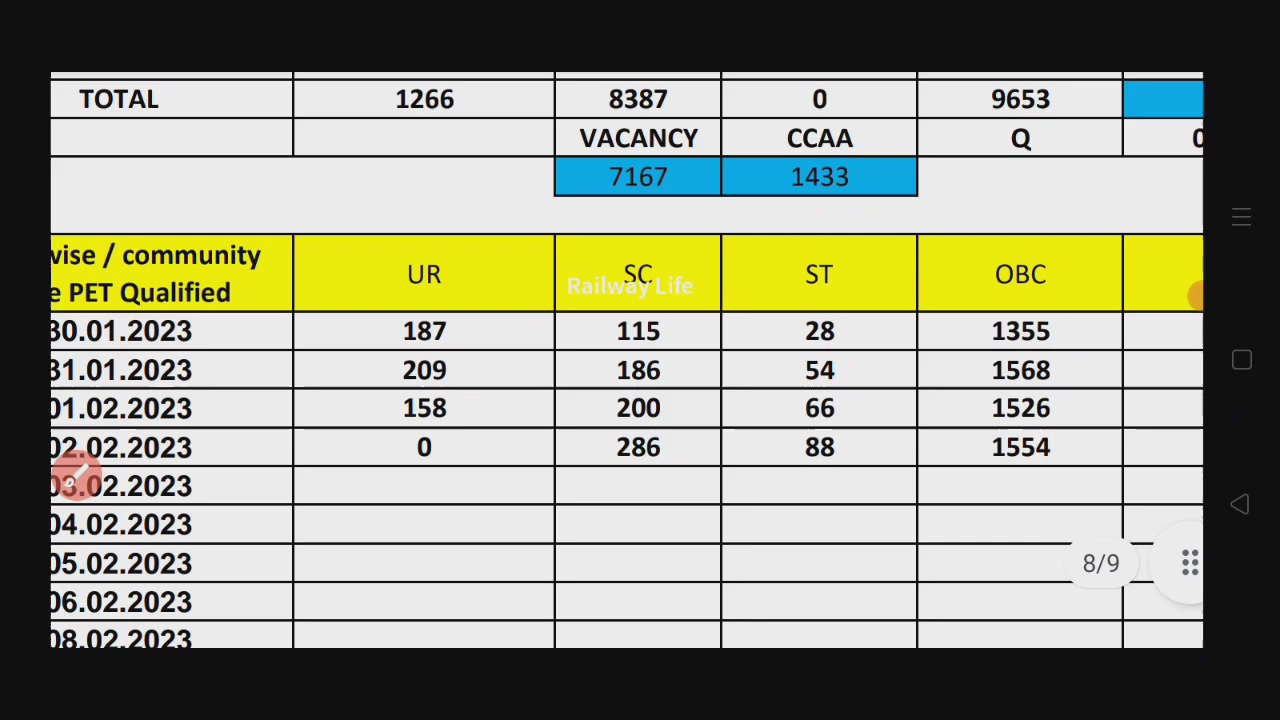 TOTAL 1266 8387 0 9653
VACANCY CCAA Q 0
7167 1433
wise / community
e PET Qualified
UR SC ST OBC
Railway Life
30.01.2023 187 115 28 1355
31.01.2023 209 186 54 1568
01.02.2023 158 200 66 1526
02.02.2023 0 286 88 1554
03.02.2023
04.02.2023
05.02.2023
8/9
06.02.2023
08.02.2023